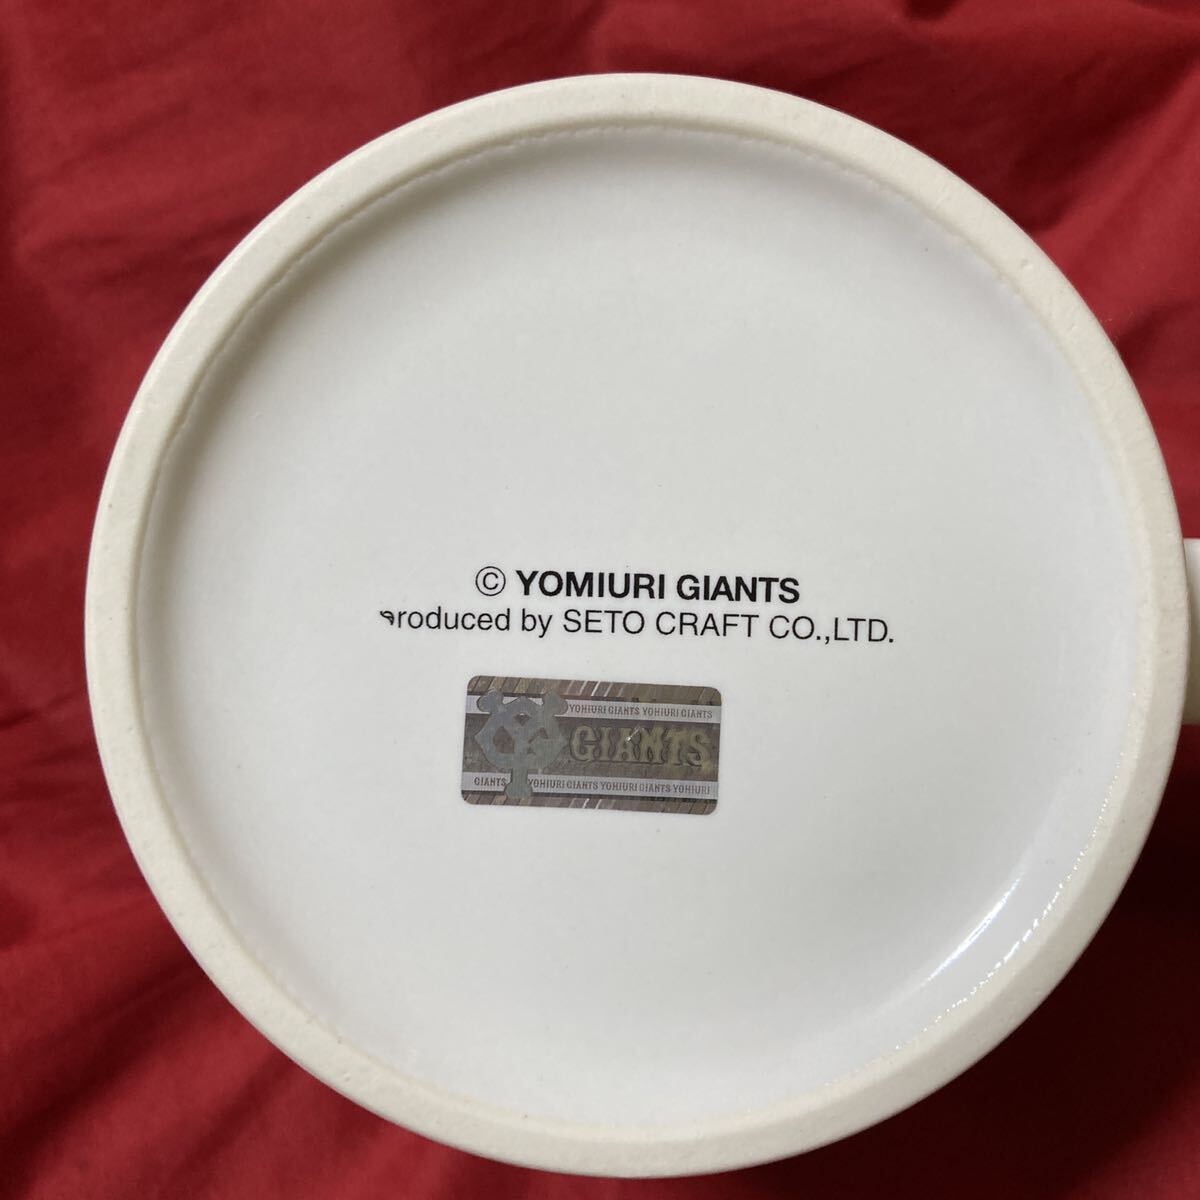 © YOMIURI GIANTS
produced by SETO CRAFT CO.,LTD.
YOMIURI GIANTS YOMIURI GIANTS
GIANTS
GIANTS YOMIURI GIANTS YOMIURI GIANTS YOMIURI